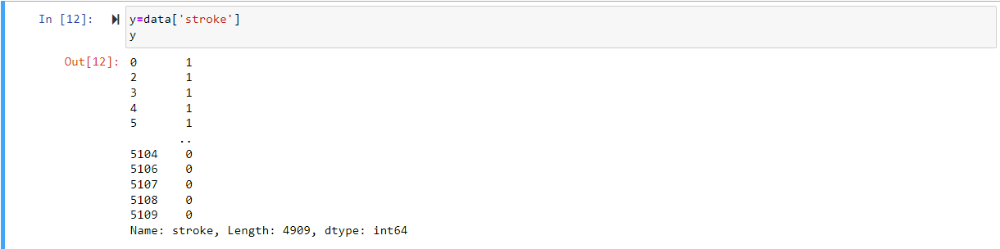 In [12]: y=data['stroke']
y
Out[12]: 0 1
2 1
3 1
4 1
5 1
..
5104 0
5106 0
5107 0
5108 0
5109 0
Name: stroke, Length: 4909, dtype: int64